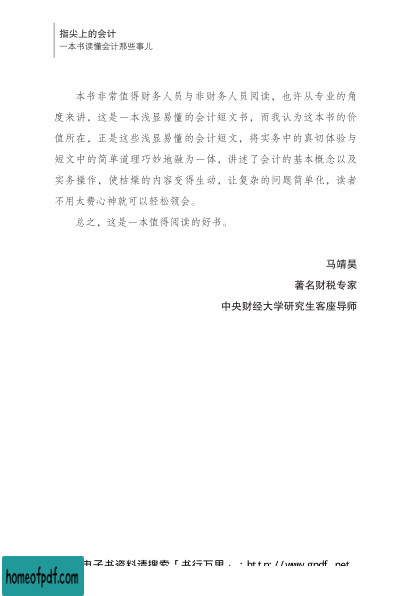 指尖上的会计
一本书读懂会计那些事儿
本书非常值得财务人员与非财务人员阅读，也许从专业的角
度来讲，这是一本浅显易懂的会计短文书，而我认为这本书的价
值所在，正是这些浅显易懂的会计短文，将实务中的真切体验与
短文中的简单道理巧妙地融为一体，讲述了会计的基本概念以及
实务操作，使枯燥的内容变得生动，让复杂的问题简单化，读者
不用太费心神就可以轻松领会。
总之，这是一本值得阅读的好书。
马靖昊
著名财税专家
中央财经大学研究生客座导师
电子书资料请搜索「书行万里」：http://www.gpdf.net
homeofpdf.com